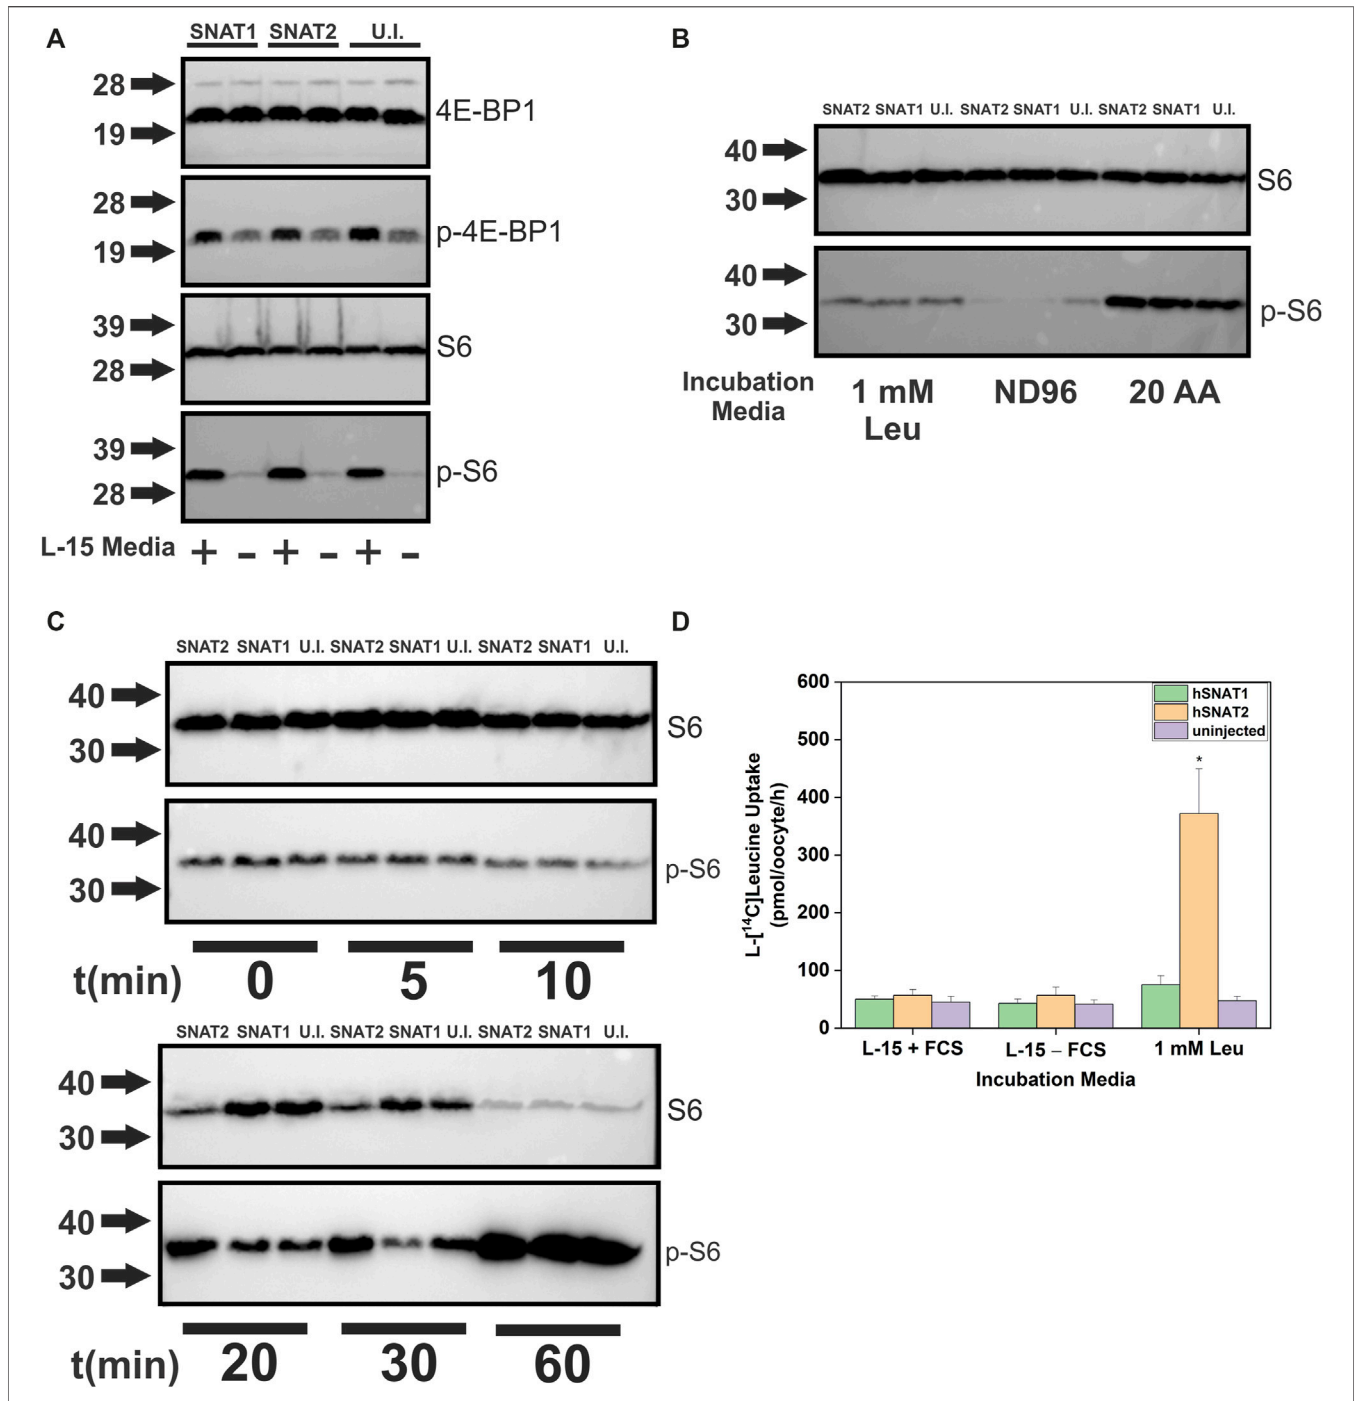 A
SNAT1 SNAT2 U.I.
28
4E-BP1
19
28
p-4E-BP1
19
39
S6
28
39
p-S6
28
L-15 Media + - + - + -
B
SNAT2 SNAT1 U.I. SNAT2 SNAT1 U.I. SNAT2 SNAT1 U.I.
40
S6
30
40
p-S6
30
Incubation Media
1 mM Leu
ND96
20 AA
C
SNAT2 SNAT1 U.I. SNAT2 SNAT1 U.I. SNAT2 SNAT1 U.I.
40
S6
30
40
p-S6
30
t(min) 0 5 10
SNAT2 SNAT1 U.I. SNAT2 SNAT1 U.I. SNAT2 SNAT1 U.I.
40
S6
30
40
p-S6
30
t(min) 20 30 60
D
600
500
400
300
200
100
0
L-[¹⁴C]Leucine Uptake
(pmol/oocyte/h)
hSNAT1
hSNAT2
uninjected
*
L-15 + FCS L-15 – FCS 1 mM Leu
Incubation Media